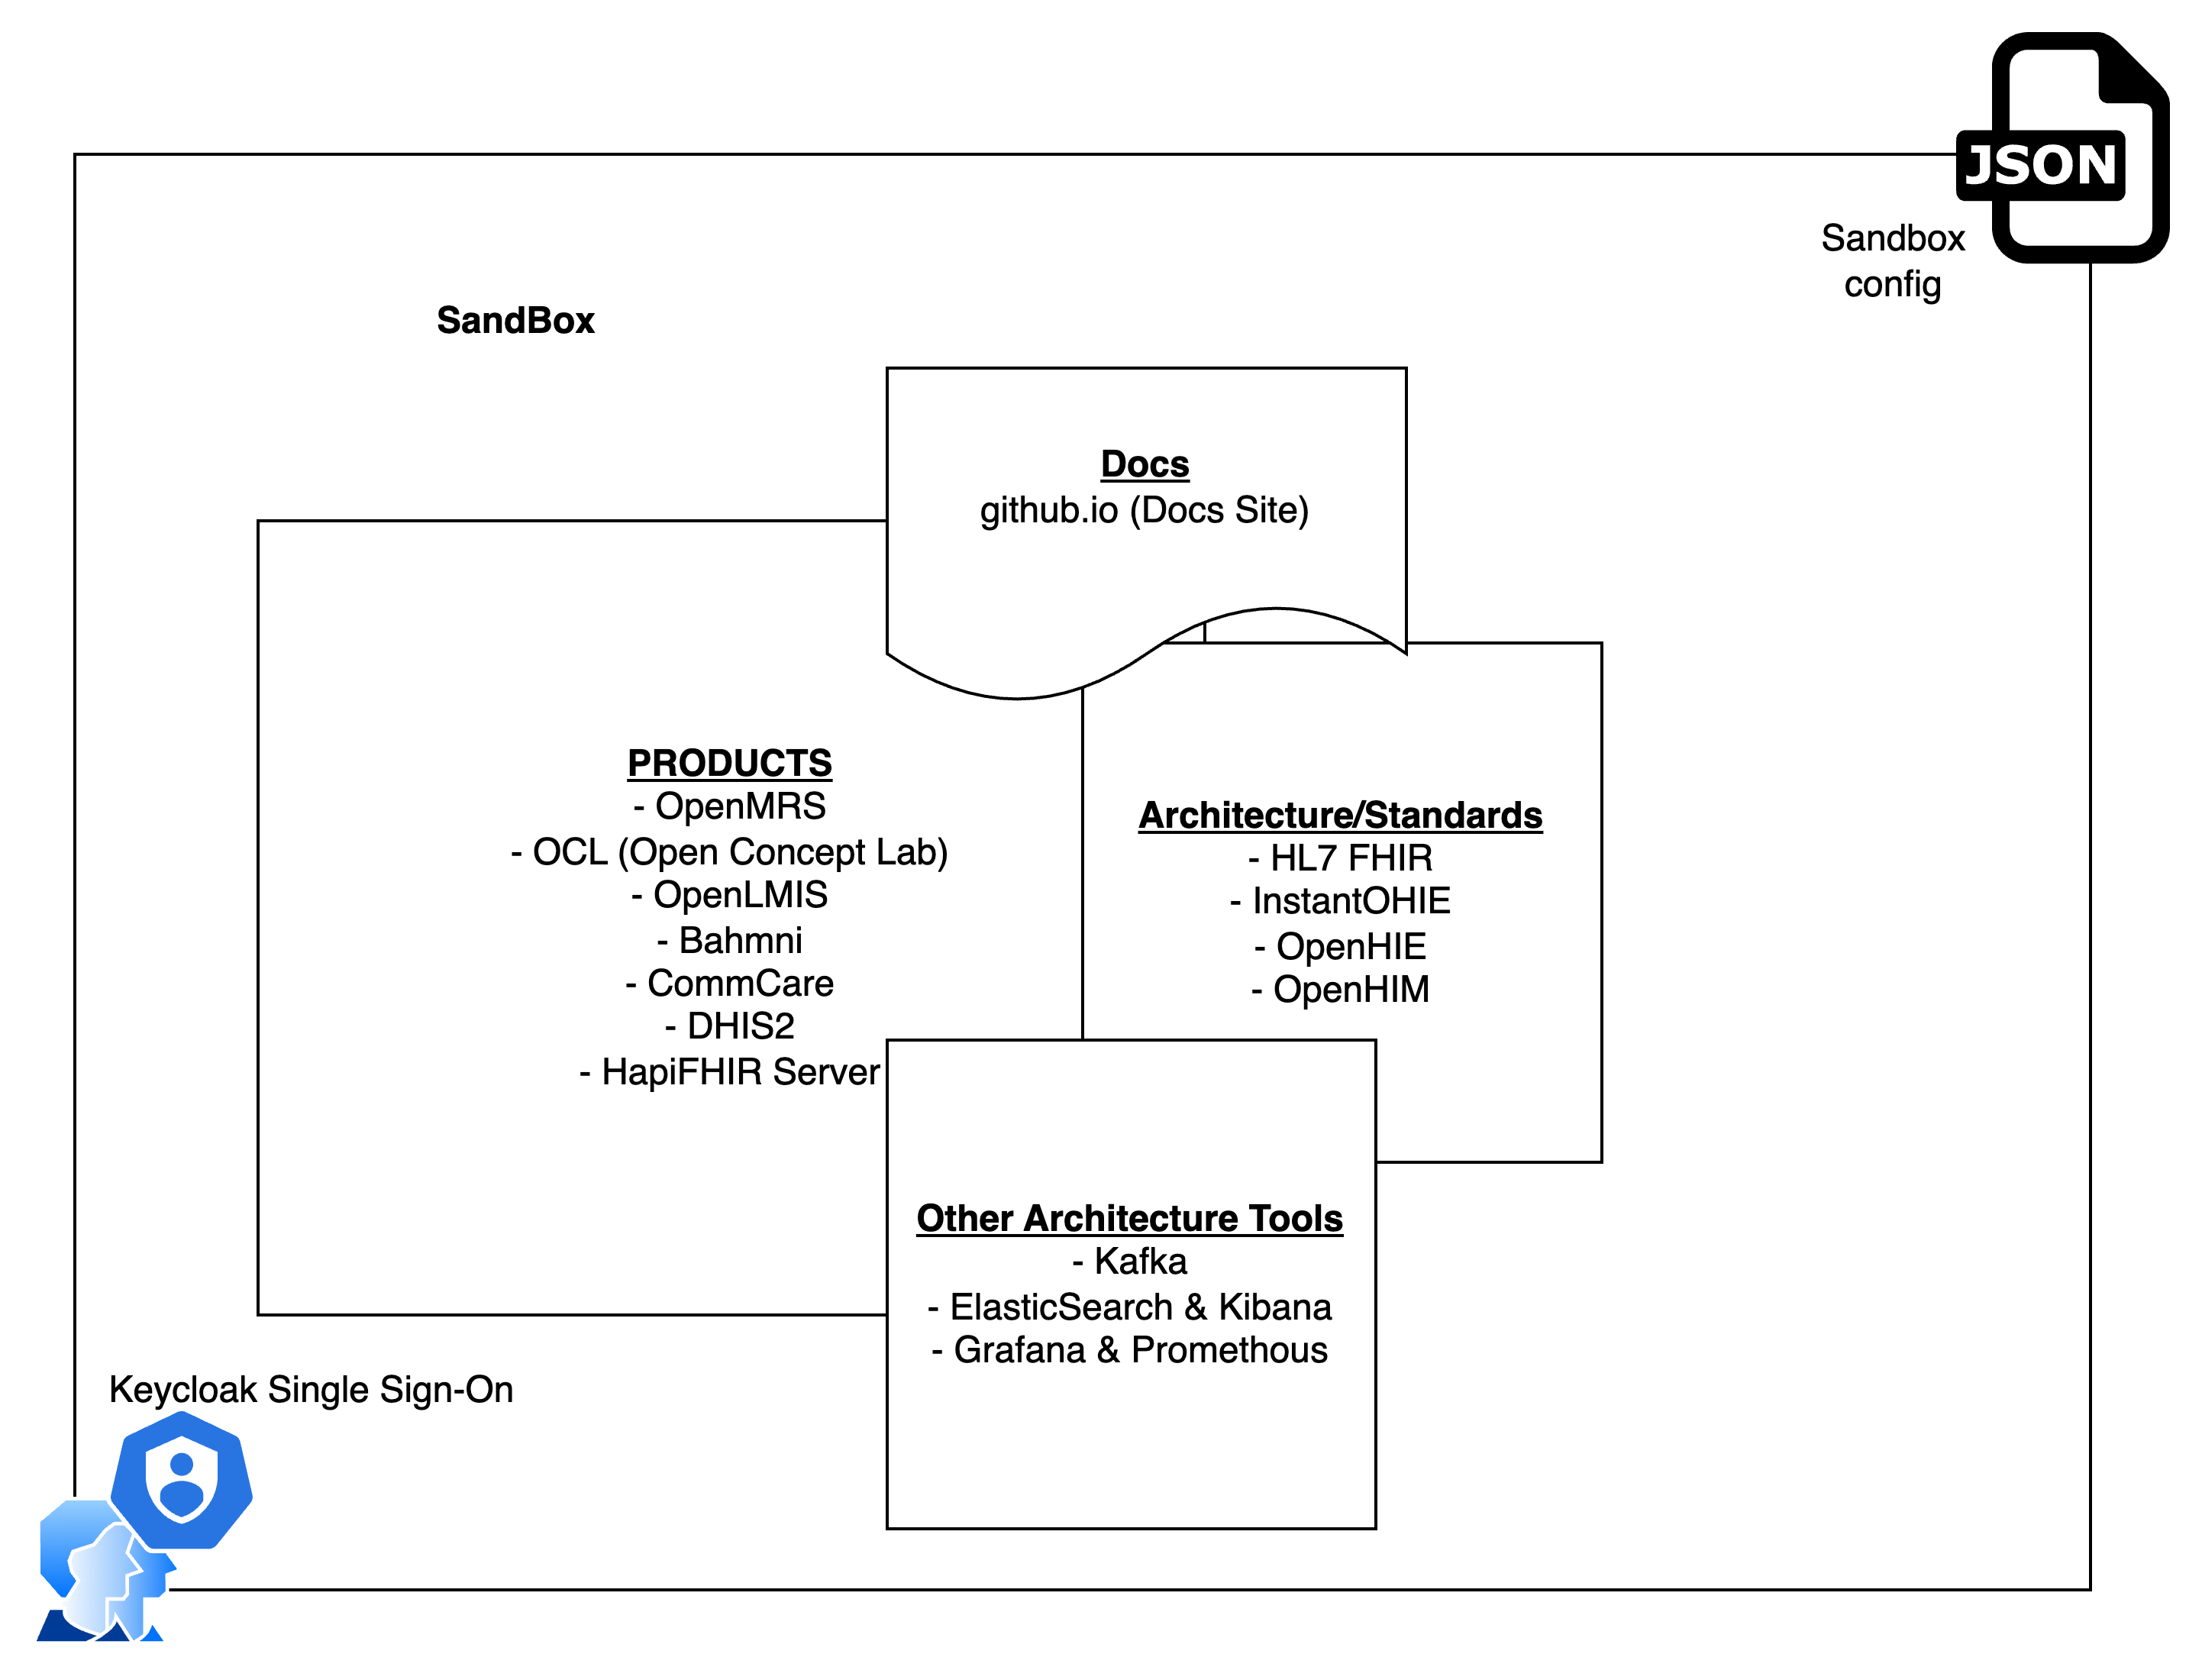 JSON
Sandbox
config
SandBox
Docs
github.io (Docs Site)
PRODUCTS
- OpenMRS
- OCL (Open Concept Lab)
- OpenLMIS
- Bahmni
- CommCare
- DHIS2
- HapiFHIR Server
Architecture/Standards
- HL7 FHIR
- InstantOHIE
- OpenHIE
- OpenHIM
Other Architecture Tools
- Kafka
- ElasticSearch & Kibana
- Grafana & Promethous
Keycloak Single Sign-On